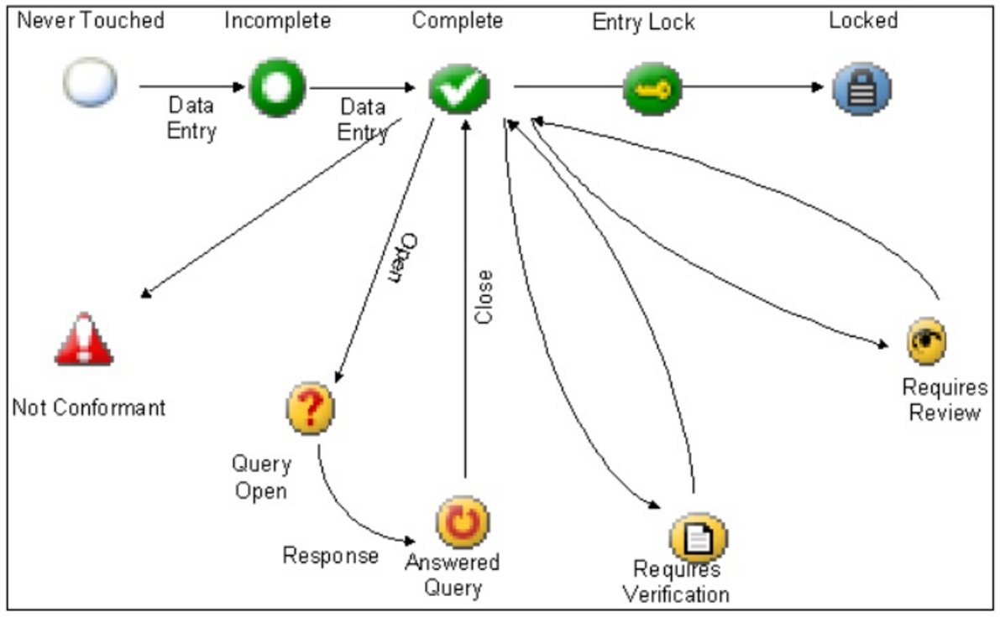 Never Touched
Incomplete
Complete
Entry Lock
Locked
Data
Entry
Data
Entry
Open
Close
Not Conformant
Requires
Review
Query
Open
Response
Answered
Query
Requires
Verification